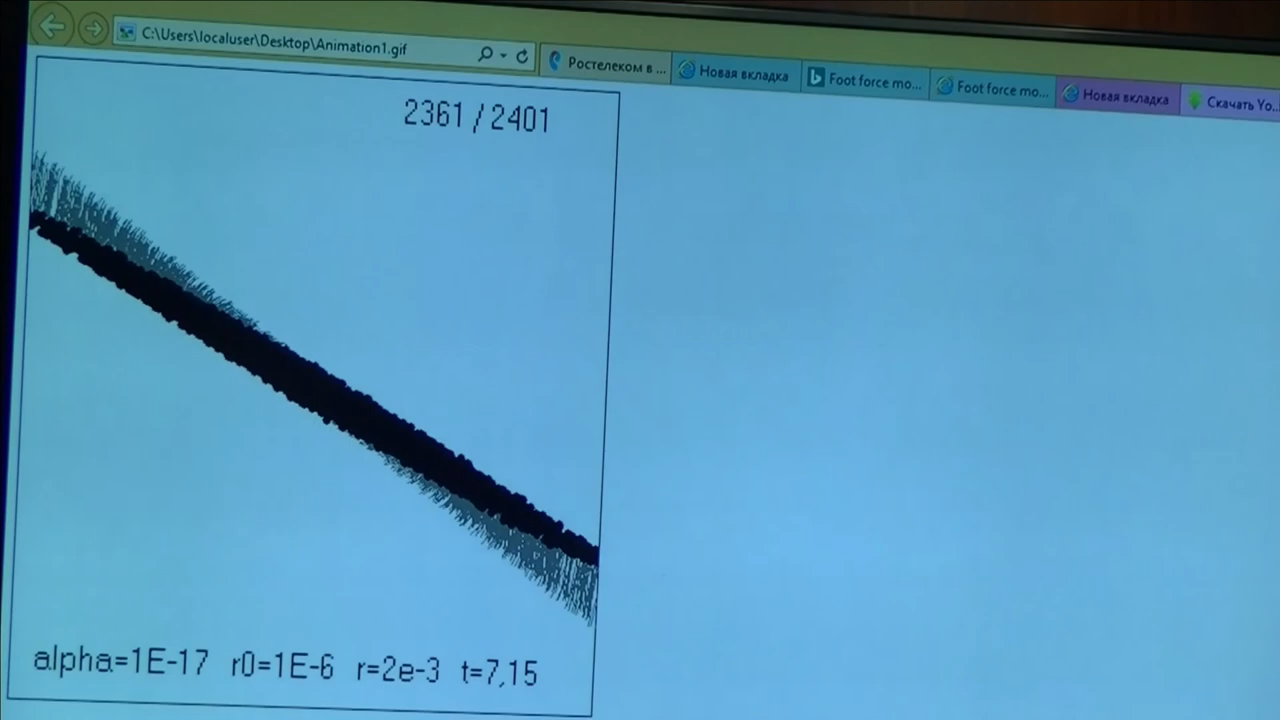 C:\Users\localuser\Desktop\Animation1.gif
Ростелеком в ...
Новая вкладка
Foot force mo...
Foot force mo...
Новая вкладка
Скачать Yo...
2361 / 2401
alpha=1E-17 r0=1E-6 r=2e-3 t=7,15